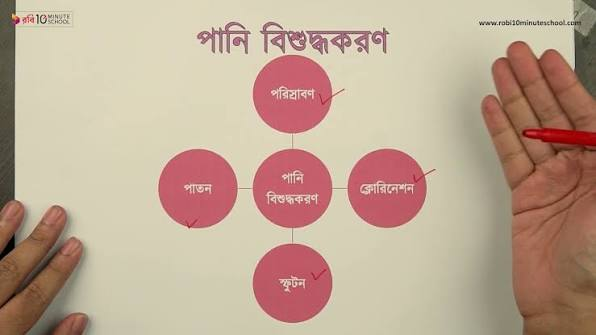 রবি 10 MINUTE SCHOOL
www.robi10minuteschool.com
পানি বিশুদ্ধকরণ
পরিস্রাবণ
পাতন
পানি
বিশুদ্ধকরণ
ক্লোরিনেশন
স্ফুটন